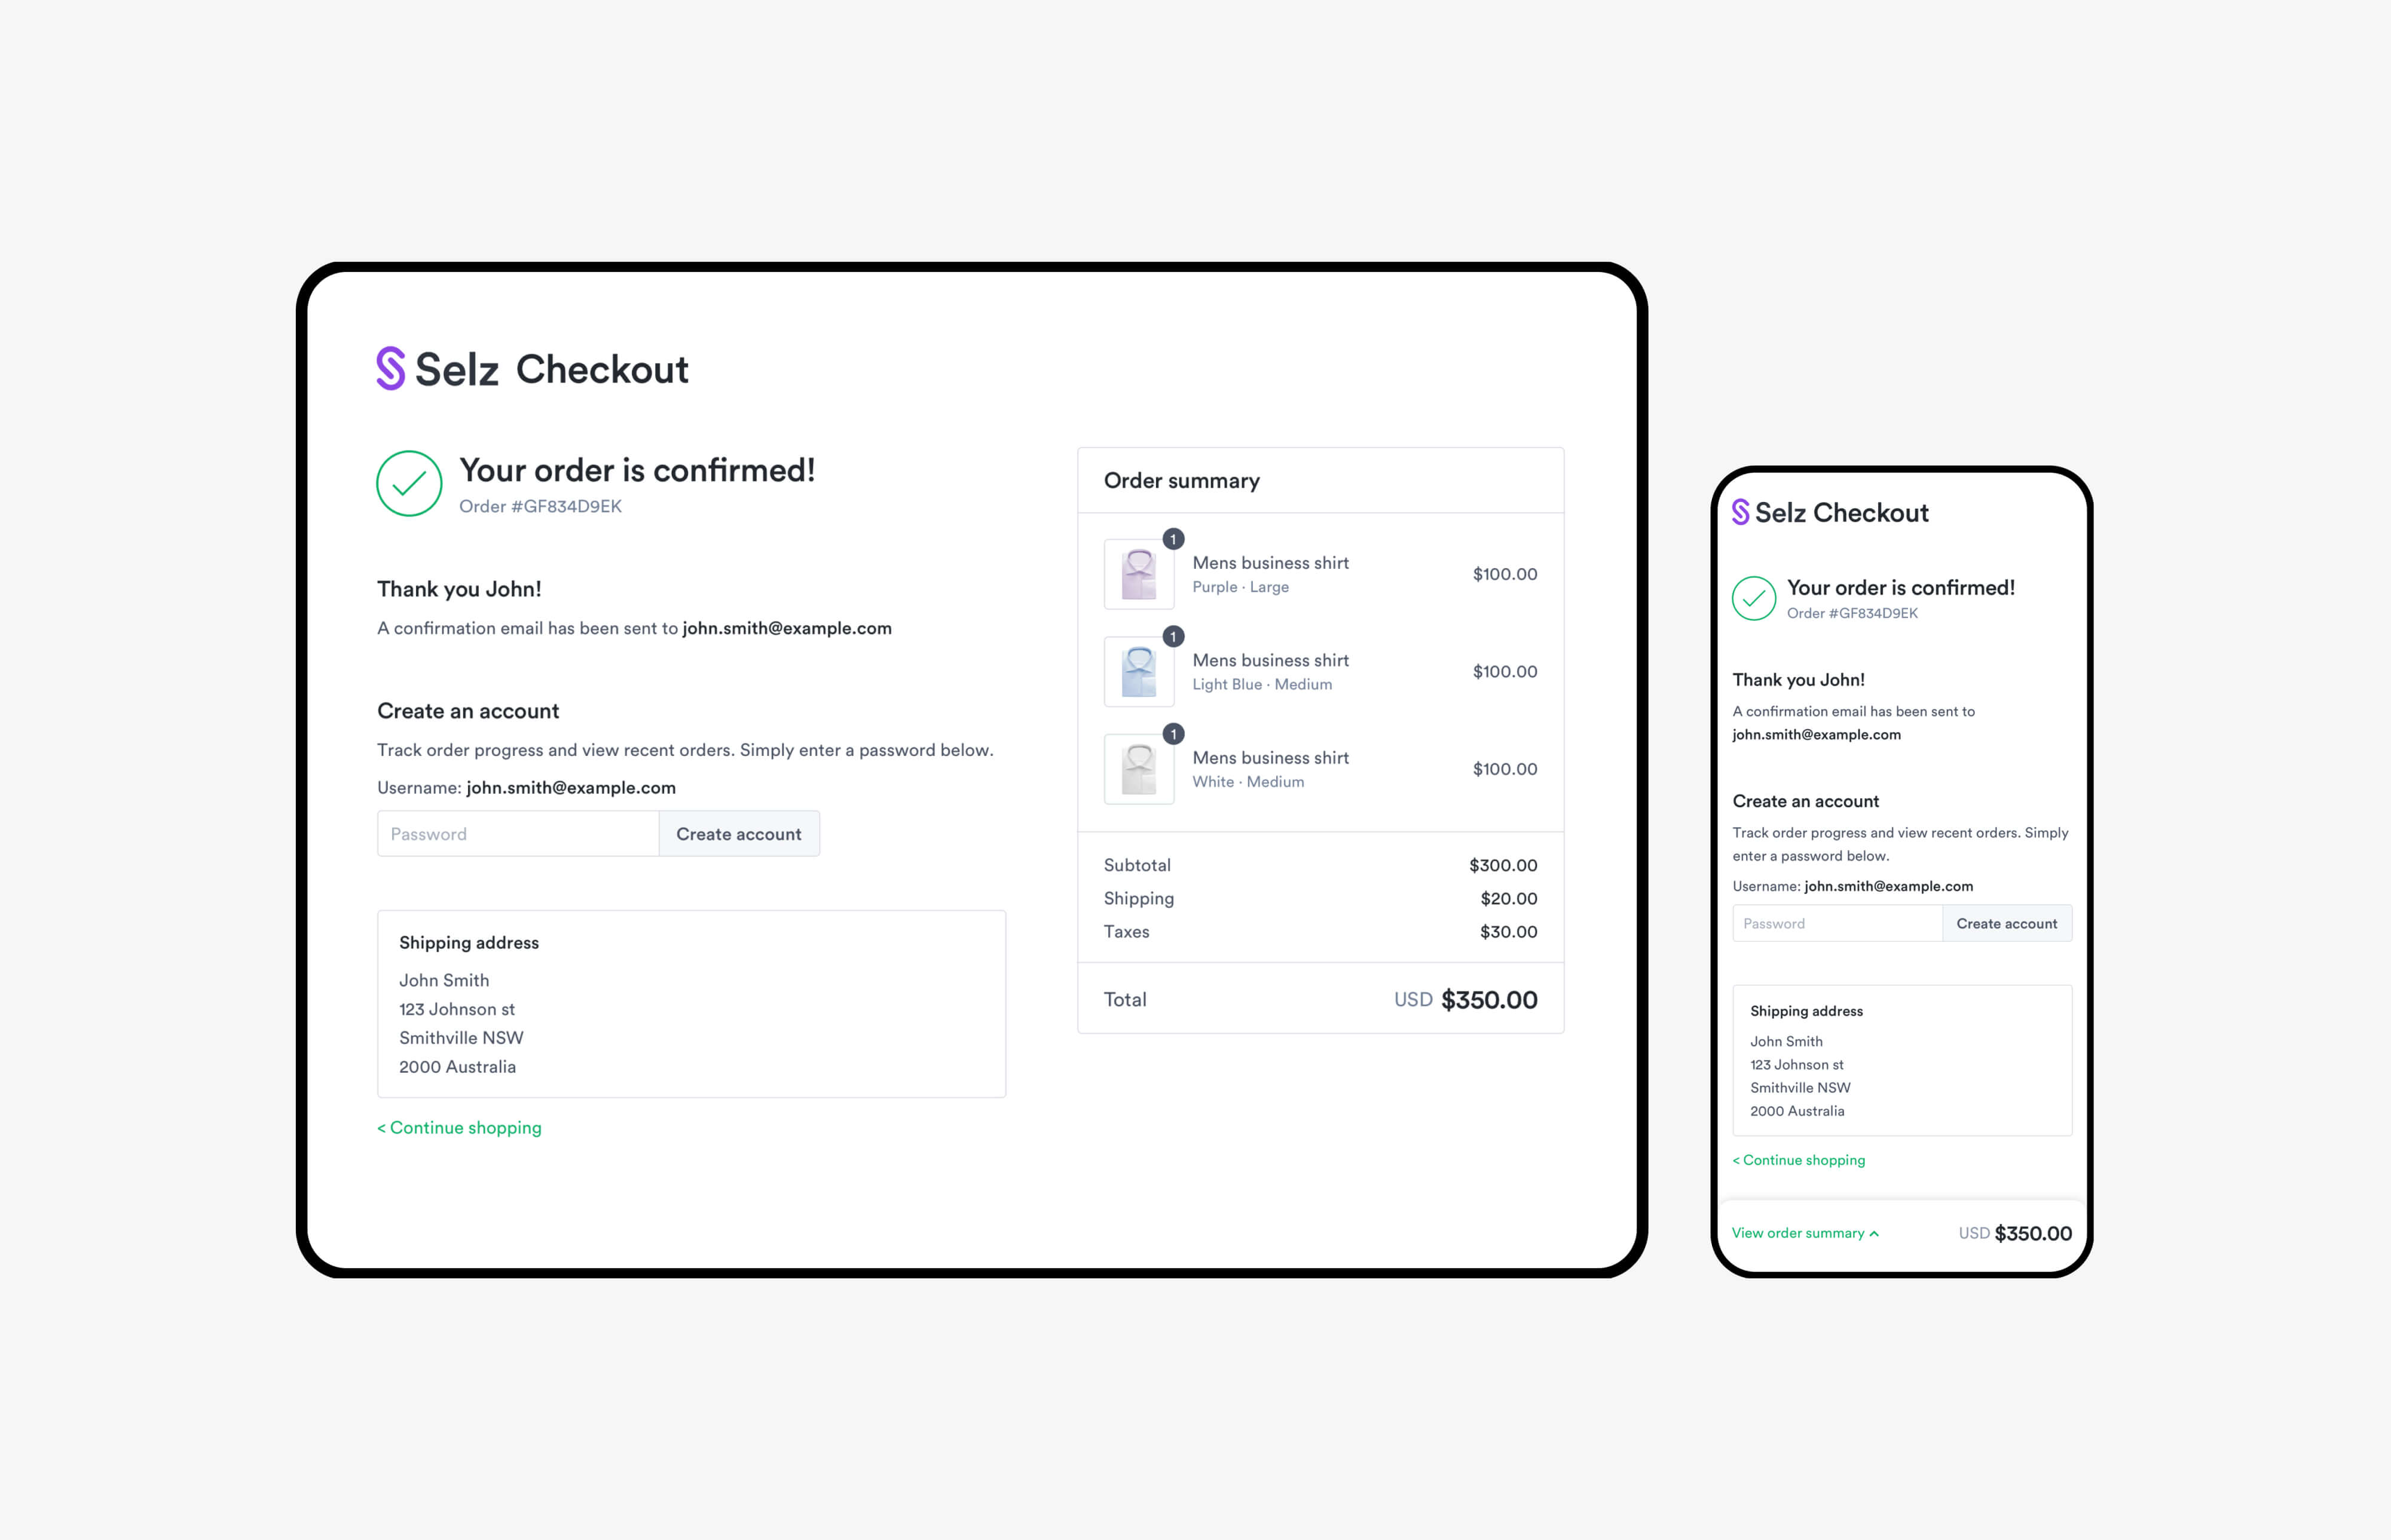 Selz Checkout
Your order is confirmed!
Order #GF834D9EK
Thank you John!
A confirmation email has been sent to john.smith@example.com
Create an account
Track order progress and view recent orders. Simply enter a password below.
Username: john.smith@example.com
Password Create account
Shipping address
John Smith
123 Johnson st
Smithville NSW
2000 Australia
< Continue shopping
Order summary
1
Mens business shirt
Purple · Large
$100.00
1
Mens business shirt
Light Blue · Medium
$100.00
1
Mens business shirt
White · Medium
$100.00
Subtotal $300.00
Shipping $20.00
Taxes $30.00
Total USD $350.00
Selz Checkout
Your order is confirmed!
Order #GF834D9EK
Thank you John!
A confirmation email has been sent to
john.smith@example.com
Create an account
Track order progress and view recent orders. Simply
enter a password below.
Username: john.smith@example.com
Password Create account
Shipping address
John Smith
123 Johnson st
Smithville NSW
2000 Australia
< Continue shopping
View order summary USD $350.00